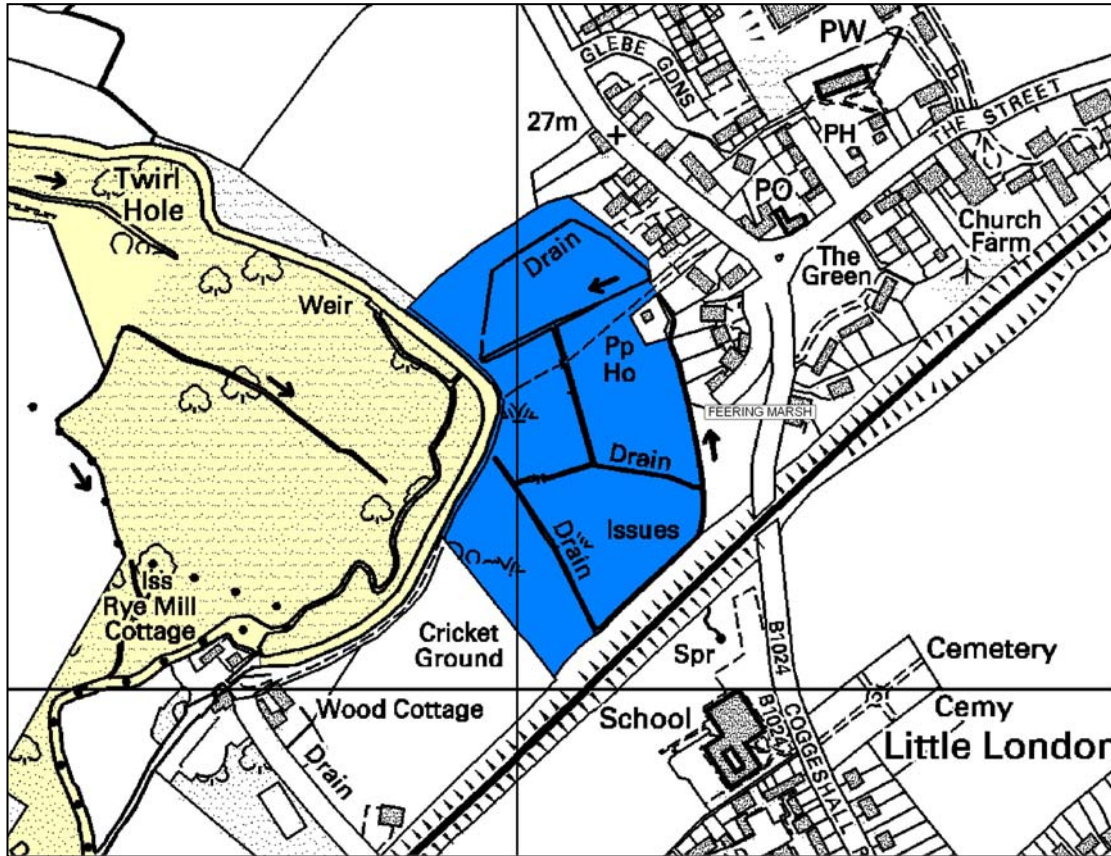 GLEBE GDNS
PW
27m
PH
THE STREET
Twirl
Hole
PO
Church
Farm
The
Green
Drain
Weir
Pp
Ho
FEERING MARSH
Drain
Issues
Drain
Iss
Rye Mill
Cottage
Cricket
Ground
Spr
B1024
Cemetery
Wood Cottage
School
B1024
COGGESHALL
Cemy
Little London
Drain
D